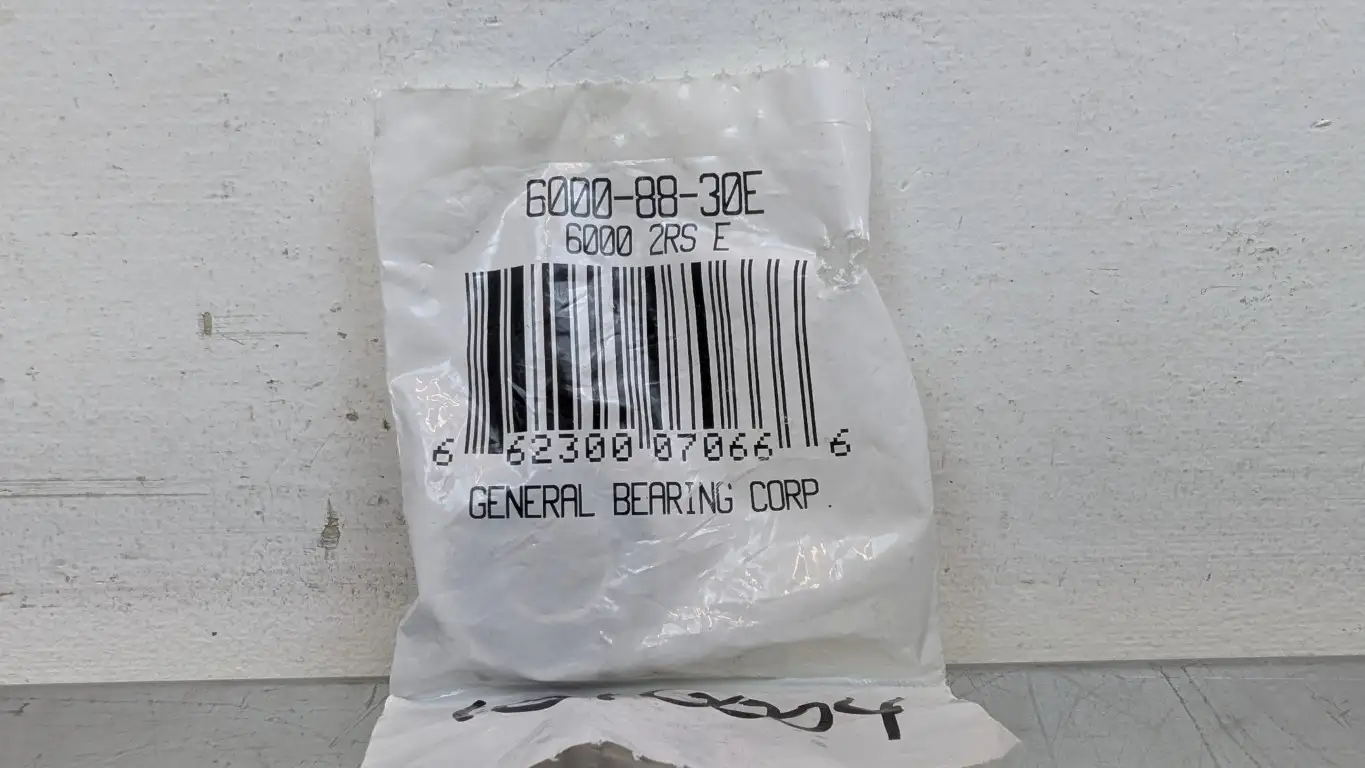 6000-88-30E
6000 2RS E
6 62300 07066 6
GENERAL BEARING CORP.